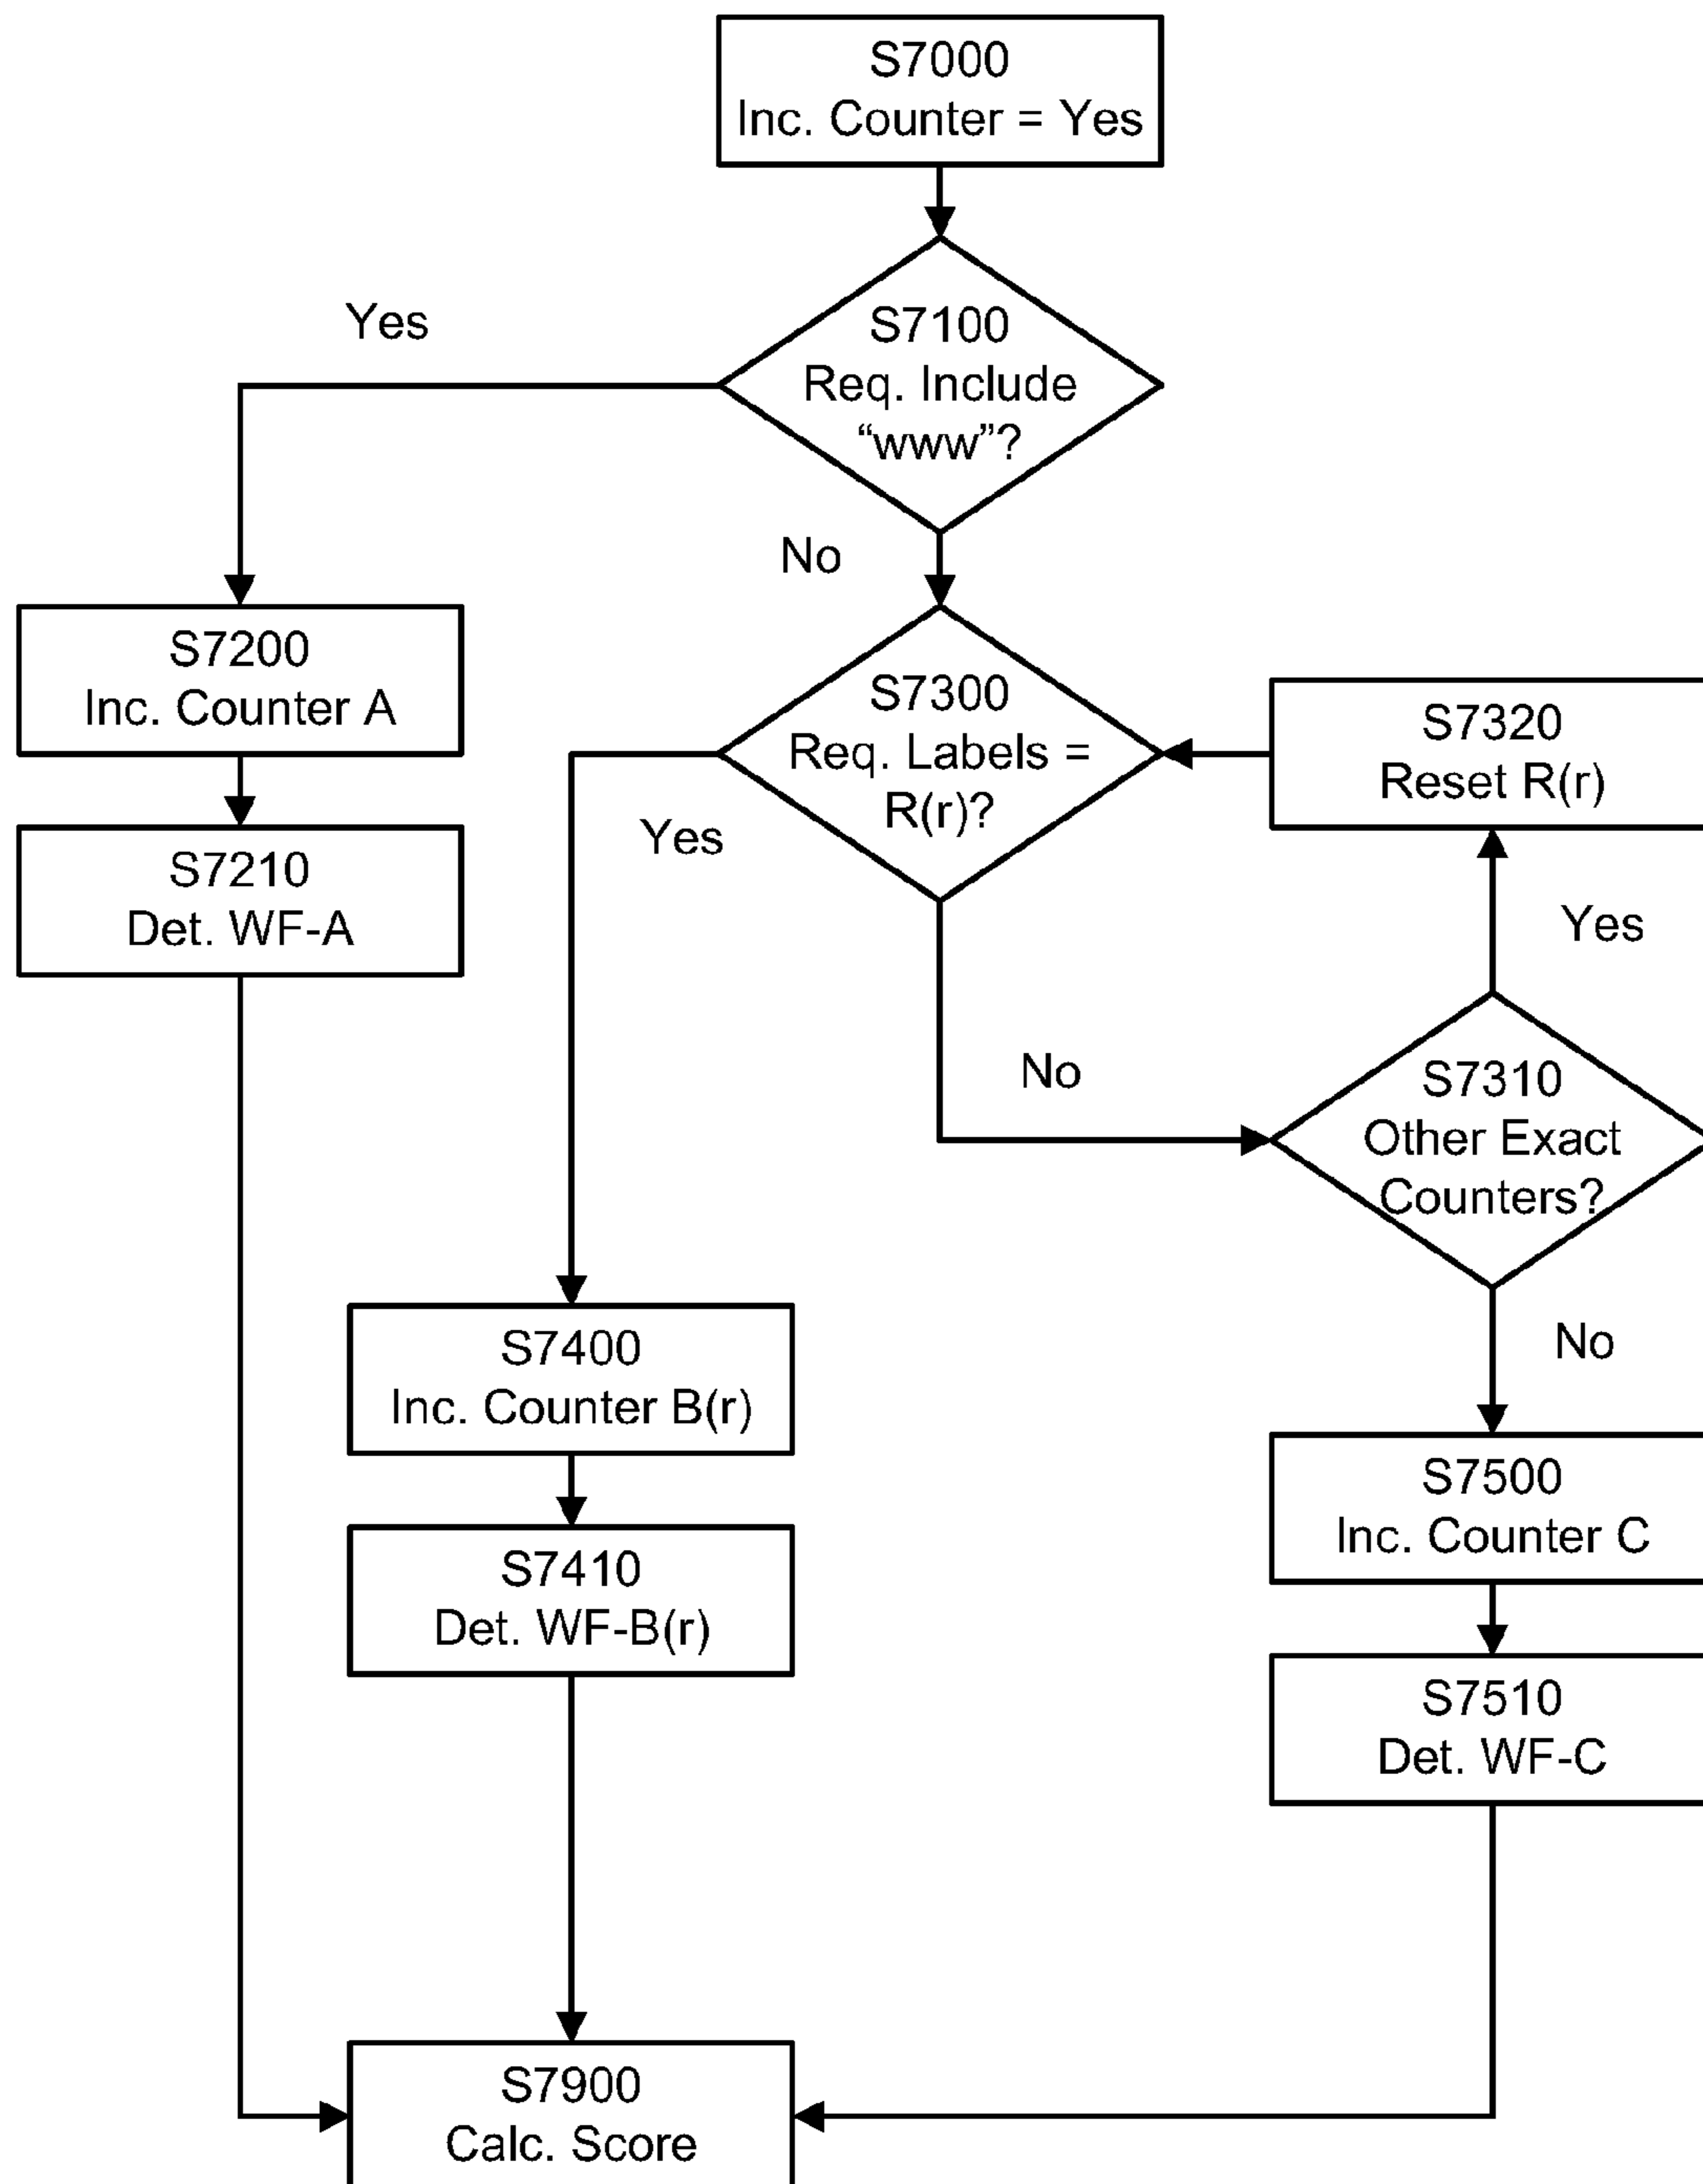 S7000
Inc. Counter = Yes
Yes
S7100
Req. Include
“www”?
No
S7200
Inc. Counter A
S7300
Req. Labels =
R(r)?
S7320
Reset R(r)
Yes
S7210
Det. WF-A
Yes
No
S7310
Other Exact
Counters?
No
S7400
Inc. Counter B(r)
S7500
Inc. Counter C
S7410
Det. WF-B(r)
S7510
Det. WF-C
S7900
Calc. Score